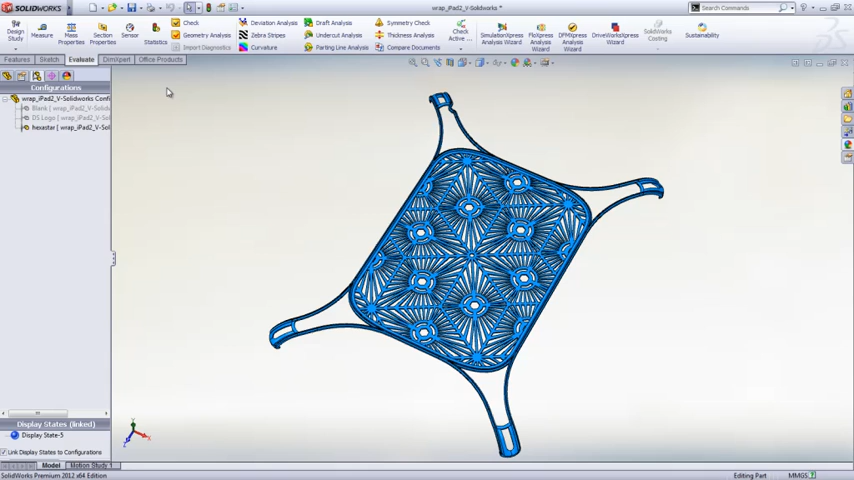 SOLIDWORKS
wrap_iPad2_V-Solidworks *
Search Commands
Design Study
Measure
Mass Properties
Section Properties
Sensor
Statistics
Check
Geometry Analysis
Import Diagnostics
Deviation Analysis
Zebra Stripes
Curvature
Draft Analysis
Undercut Analysis
Parting Line Analysis
Symmetry Check
Thickness Analysis
Compare Documents
Check Active ...
SimulationXpress Analysis Wizard
FloXpress Analysis Wizard
DFMXpress Analysis Wizard
DriveWorksXpress Wizard
SolidWorks Costing
Sustainability
Features
Sketch
Evaluate
DimXpert
Office Products
Configurations
wrap_iPad2_V-Solidworks Confi
Blank [ wrap_iPad2_V-Solid
DS Logo [ wrap_iPad2_V-So
hexastar [ wrap_iPad2_V-Sol
Display States (linked)
Display State-5
Link Display States to Configurations
Model
Motion Study 1
SolidWorks Premium 2012 x64 Edition
Editing Part
MMGS